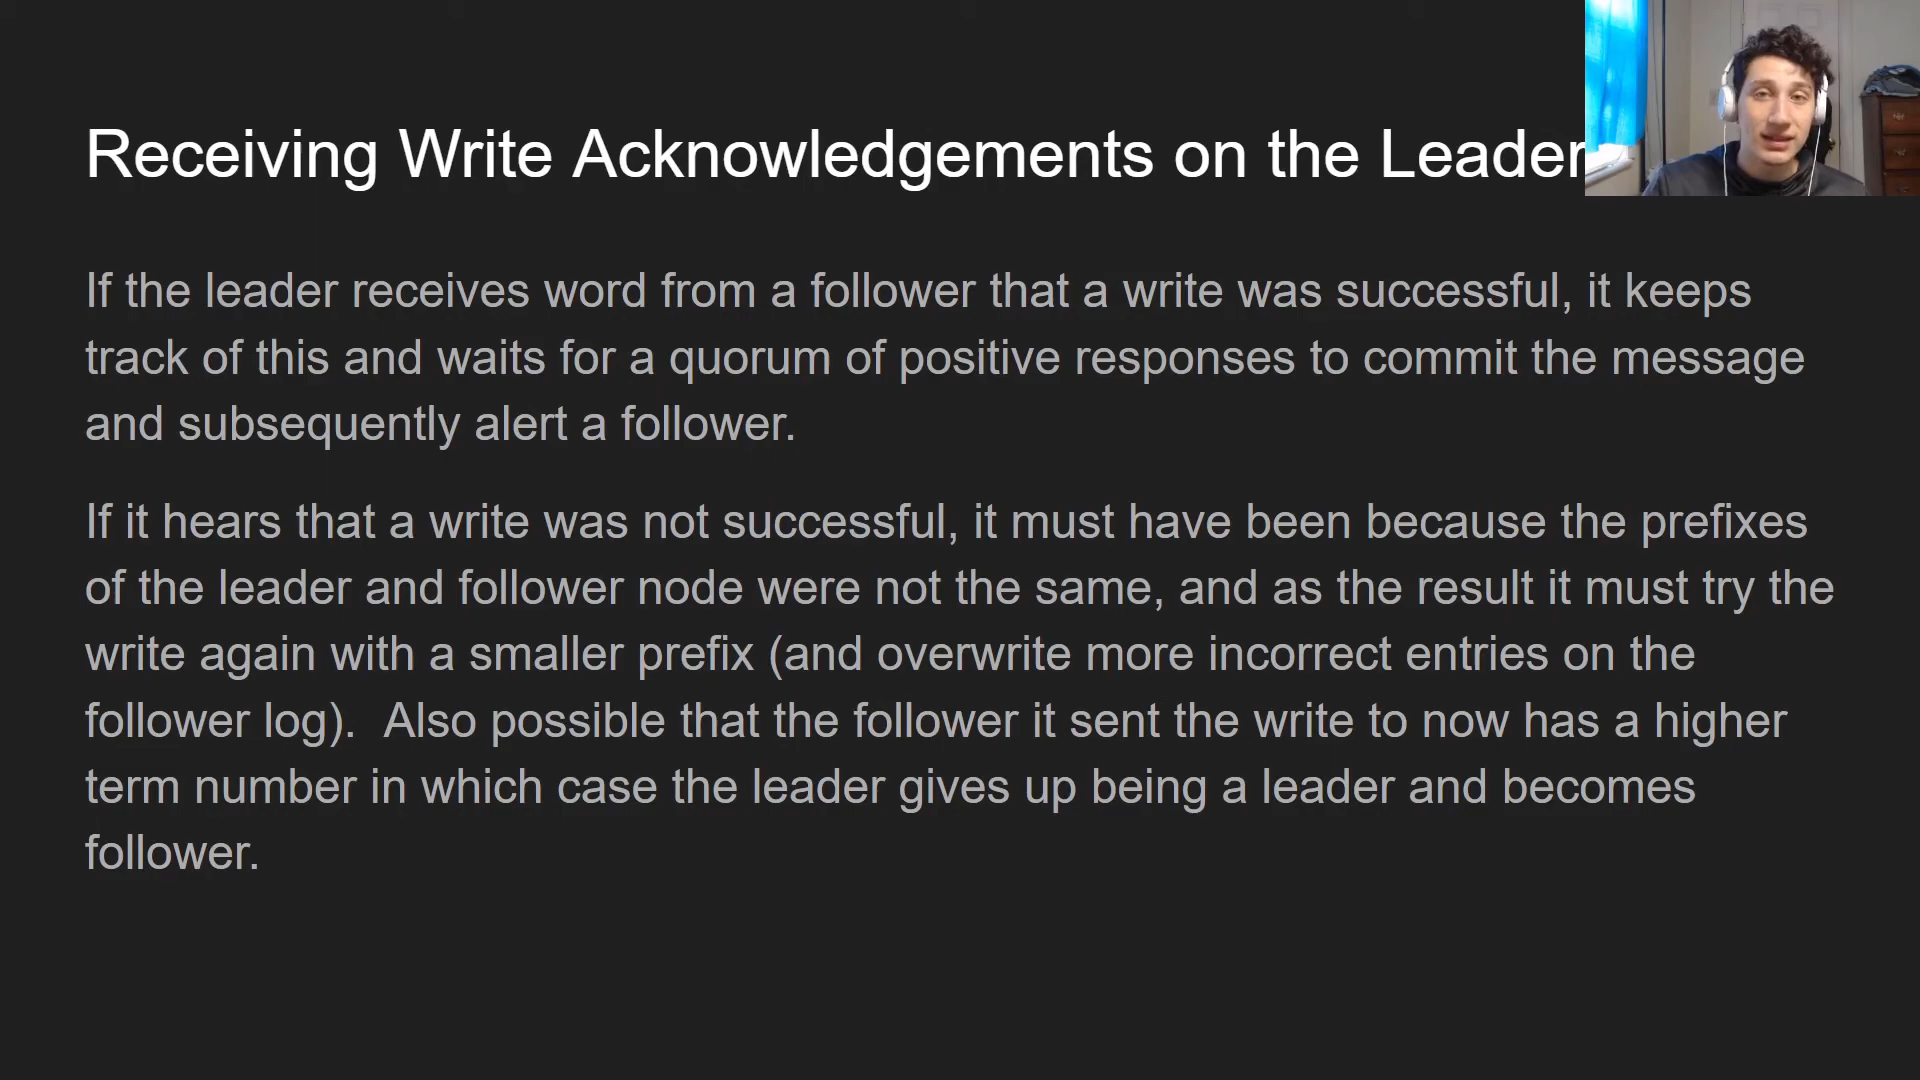 Receiving Write Acknowledgements on the Leader
If the leader receives word from a follower that a write was successful, it keeps
track of this and waits for a quorum of positive responses to commit the message
and subsequently alert a follower.
If it hears that a write was not successful, it must have been because the prefixes
of the leader and follower node were not the same, and as the result it must try the
write again with a smaller prefix (and overwrite more incorrect entries on the
follower log).  Also possible that the follower it sent the write to now has a higher
term number in which case the leader gives up being a leader and becomes
follower.